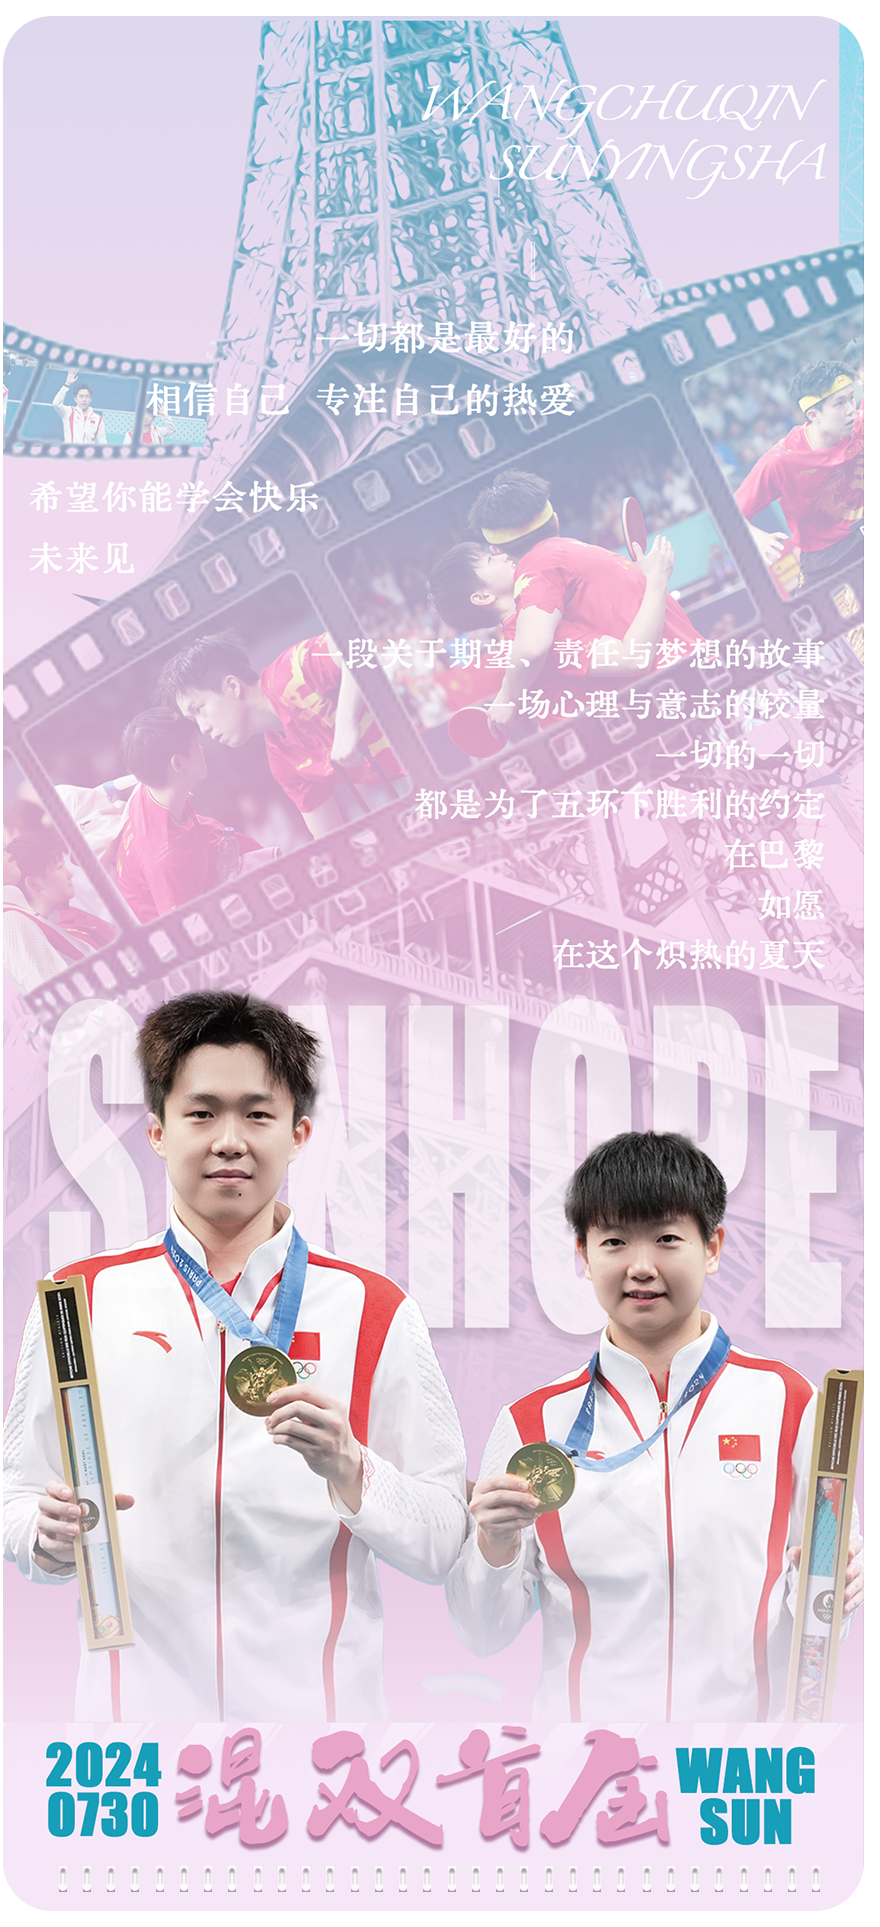 WANGCHUQIN
SUNYINGSHA
一切都是最好的
相信自己 专注自己的热爱
希望你能学会快乐
未来见
一段关于期望、责任与梦想的故事
一场心理与意志的较量
一切的一切
都是为了五环下胜利的约定
在巴黎
如愿
在这个炽热的夏天
PARIS 2024
2024
0730
混双首冠
WANG
SUN